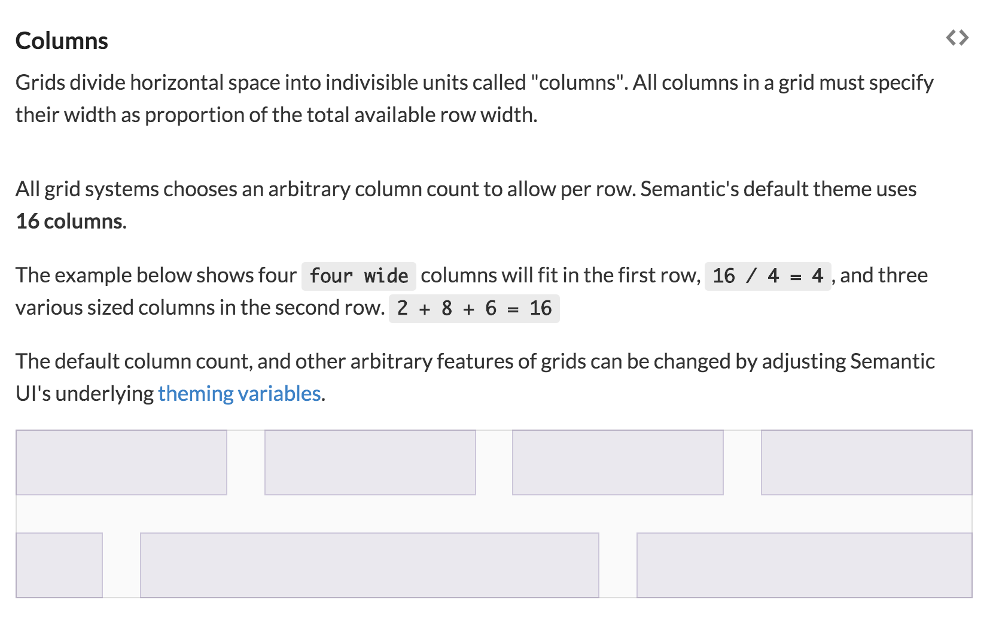 Columns
Grids divide horizontal space into indivisible units called "columns". All columns in a grid must specify
their width as proportion of the total available row width.
All grid systems chooses an arbitrary column count to allow per row. Semantic's default theme uses
16 columns.
The example below shows four four wide columns will fit in the first row, 16 / 4 = 4, and three
various sized columns in the second row. 2 + 8 + 6 = 16
The default column count, and other arbitrary features of grids can be changed by adjusting Semantic
UI's underlying theming variables.